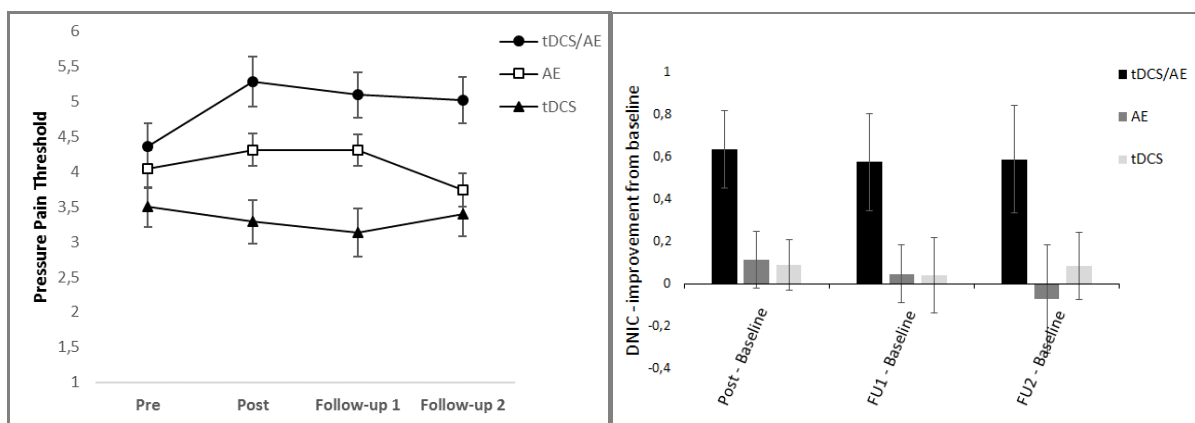 Pressure Pain Threshold
6
5,5
5
4,5
4
3,5
3
2,5
2
1,5
1
Pre
Post
Follow-up 1
Follow-up 2
tDCS/AE
AE
tDCS
DNIC - improvement from baseline
1
0,8
0,6
0,4
0,2
0
-0,2
-0,4
Post - Baseline
FU1 - Baseline
FU2 - Baseline
tDCS/AE
AE
tDCS